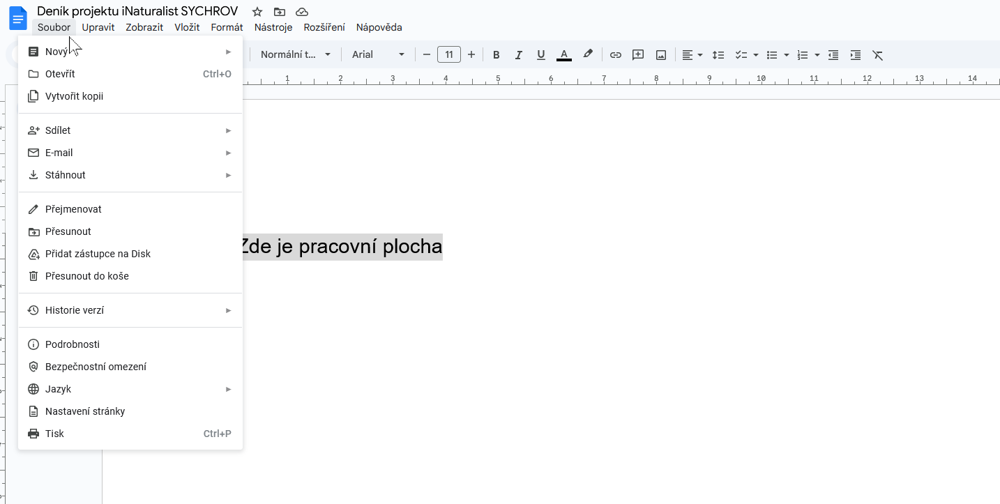 Deník projektu iNaturalist SYCHROV
Soubor Upravit Zobrazit Vložit Formát Nástroje Rozšíření Nápověda
Normální t... Arial 11 B I U A
1 2 3 4 5 6 7 8 9 10 11 12 13 14
Nový
Otevřít Ctrl+O
Vytvořit kopii
Sdílet
E-mail
Stáhnout
Přejmenovat
Přesunout
Zde je pracovní plocha
Přidat zástupce na Disk
Přesunout do koše
Historie verzí
Podrobnosti
Bezpečnostní omezení
Jazyk
Nastavení stránky
Tisk Ctrl+P